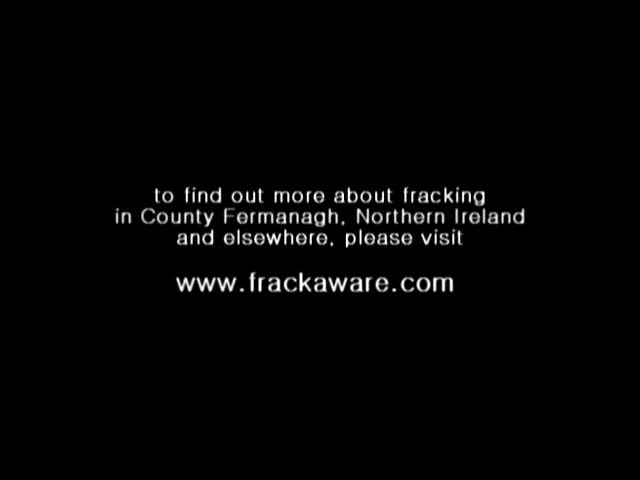 to find out more about fracking
in County Fermanagh, Northern Ireland
and elsewhere, please visit
www.frackaware.com